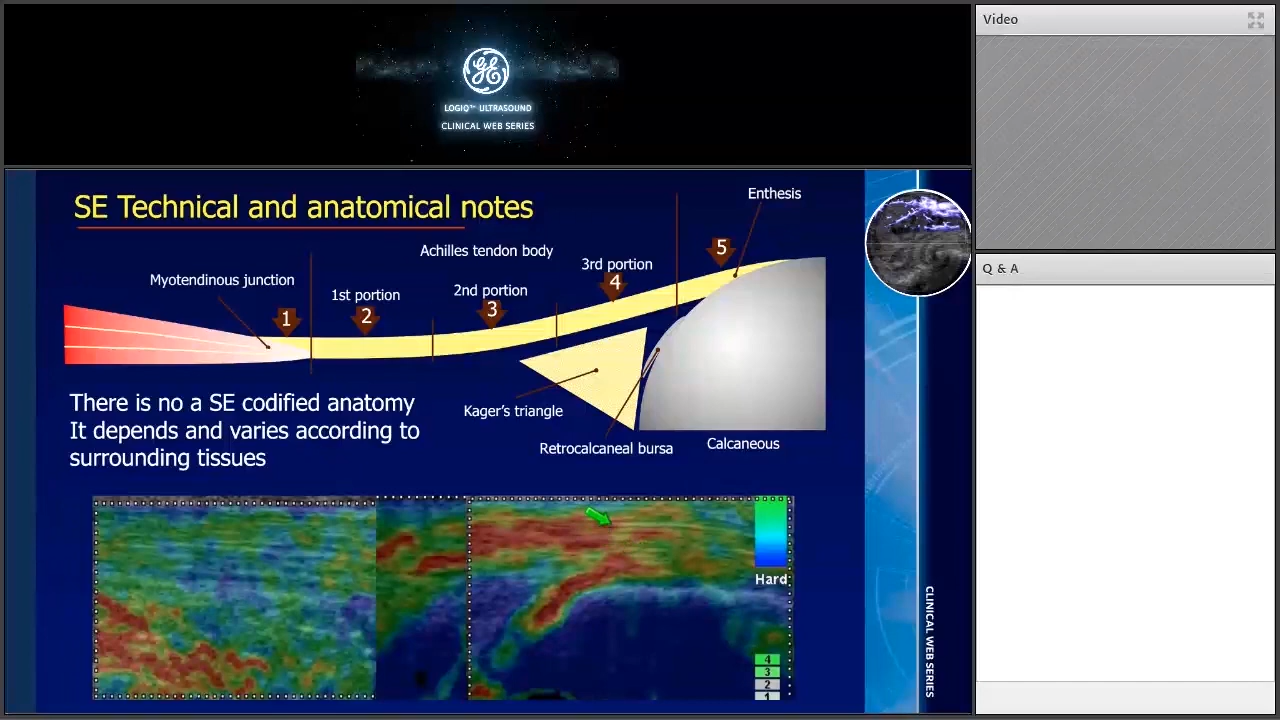 Video
GE
LOGIQ™ ULTRASOUND
CLINICAL WEB SERIES
Q & A
SE Technical and anatomical notes
Enthesis
Achilles tendon body
5
3rd portion
4
Myotendinous junction
1st portion
2nd portion
1
2
3
There is no a SE codified anatomy
It depends and varies according to
surrounding tissues
Kager's triangle
Retrocalcaneal bursa
Calcaneous
Hard
4
3
2
1
CLINICAL WEB SERIES